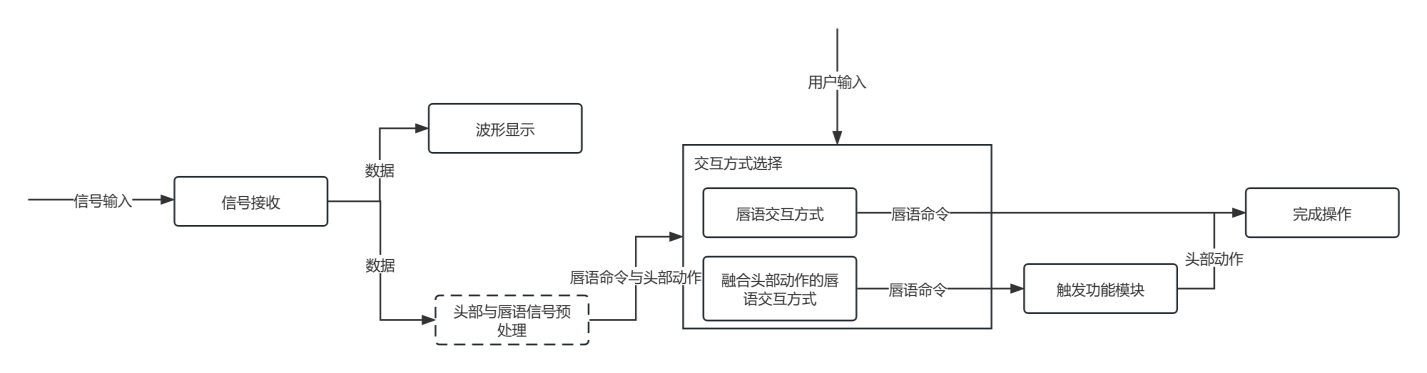 用户输入
波形显示
数据
信号输入
信号接收
数据
头部与唇语信号预
处理
唇语命令与头部动作
交互方式选择
唇语交互方式
唇语命令
融合头部动作的唇
语交互方式
唇语命令
触发功能模块
头部动作
完成操作